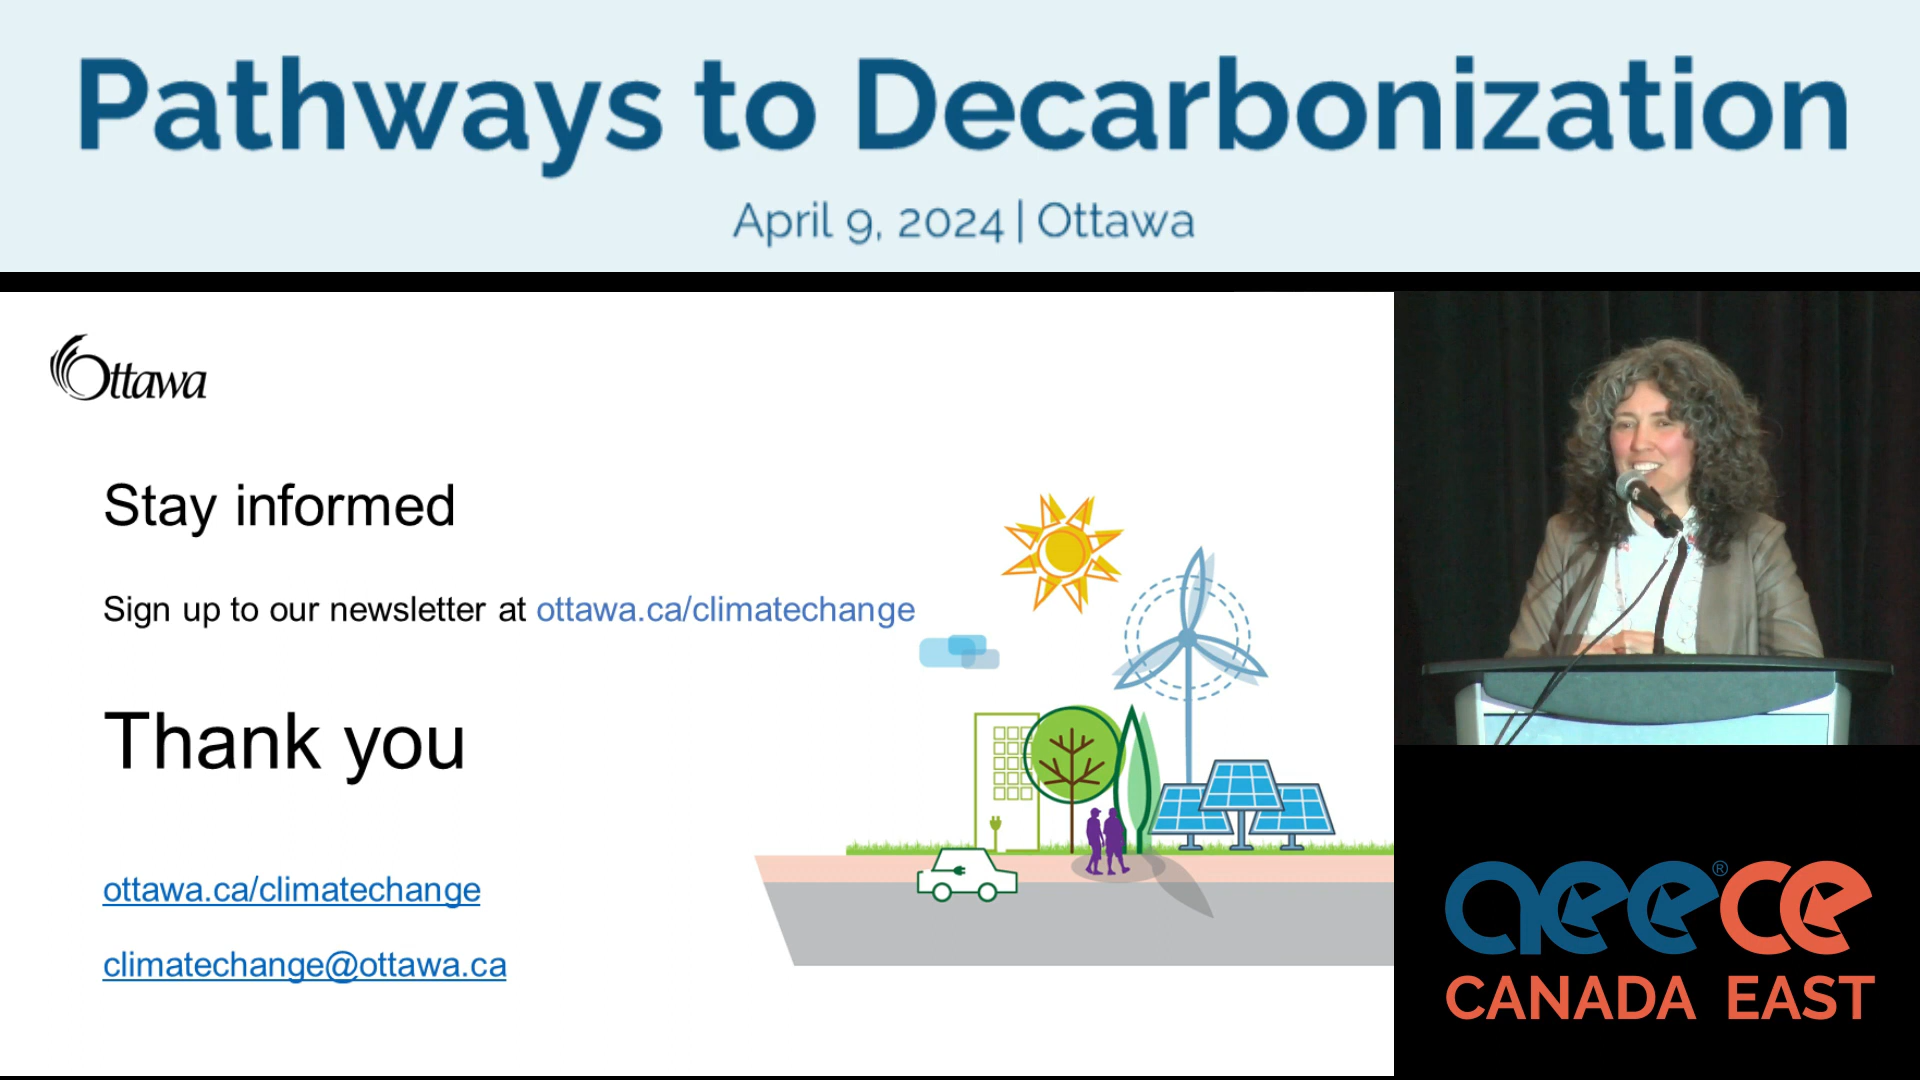 Pathways to Decarbonization
April 9, 2024 | Ottawa
Ottawa
Stay informed
Sign up to our newsletter at ottawa.ca/climatechange
Thank you
ottawa.ca/climatechange
climatechange@ottawa.ca
aeece®
CANADA EAST